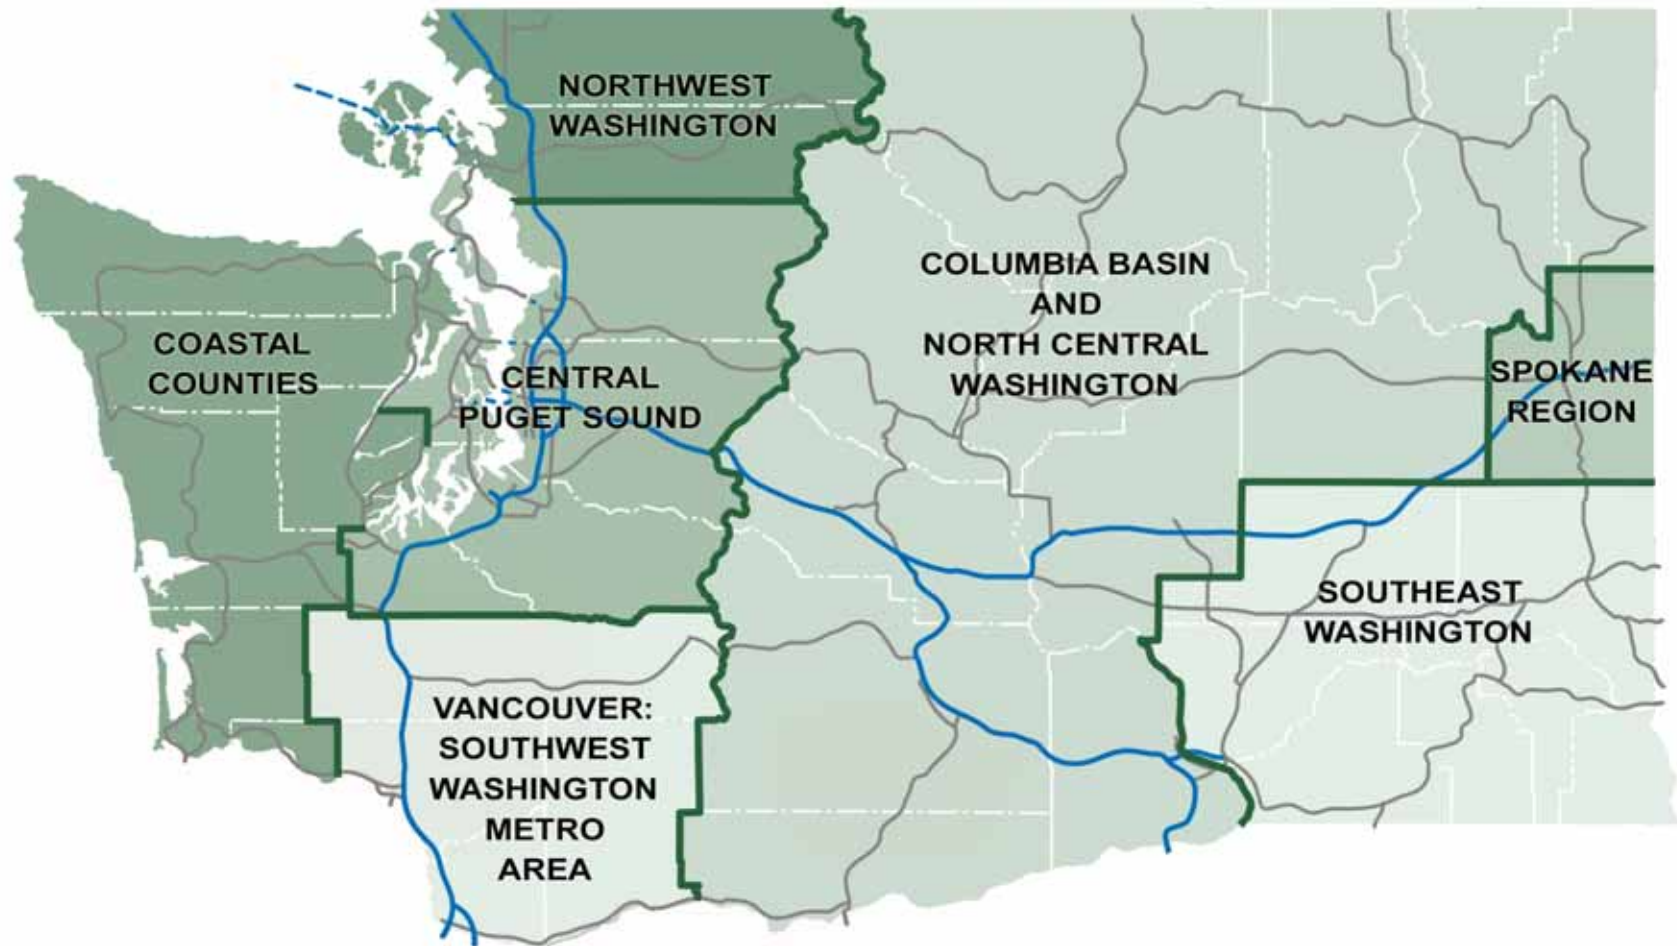 NORTHWEST
WASHINGTON
COASTAL
COUNTIES
CENTRAL
PUGET SOUND
COLUMBIA BASIN
AND
NORTH CENTRAL
WASHINGTON
SPOKANE
REGION
SOUTHEAST
WASHINGTON
VANCOUVER:
SOUTHWEST
WASHINGTON
METRO
AREA